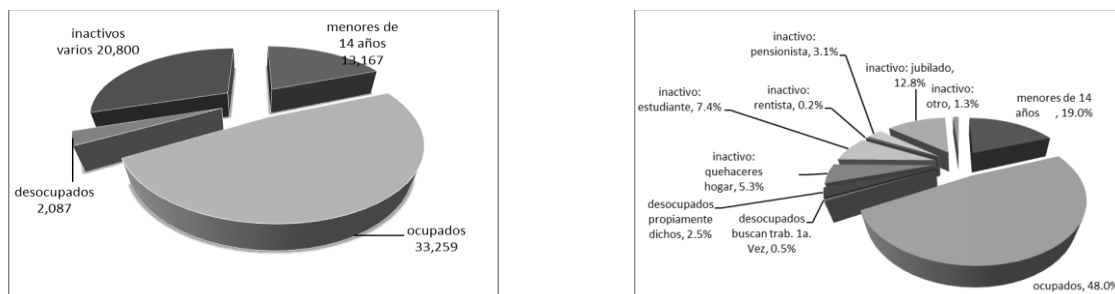 inactivos
varios 20,800
menores de
14 años
13,167
desocupados
2,087
ocupados
33,259
inactivo:
pensionista, 3.1%
inactivo: jubilado,
12.8%
inactivo:
otro, 1.3%
inactivo:
rentista, 0.2%
inactivo:
estudiante, 7.4%
menores de 14
años , 19.0%
inactivo:
quehaceres
hogar, 5.3%
desocupados
propiamente
dichos, 2.5%
desocupados
buscan trab. 1a.
Vez, 0.5%
ocupados, 48.0%